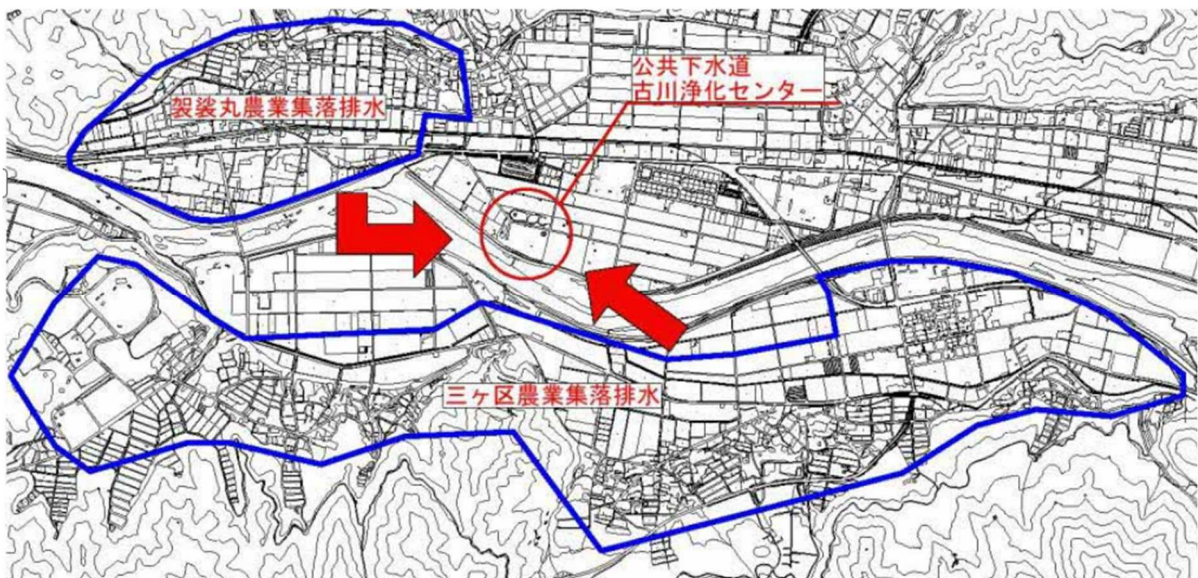 公共下水道
古川浄化センター
袈裟丸農業集落排水
三ヶ区農業集落排水